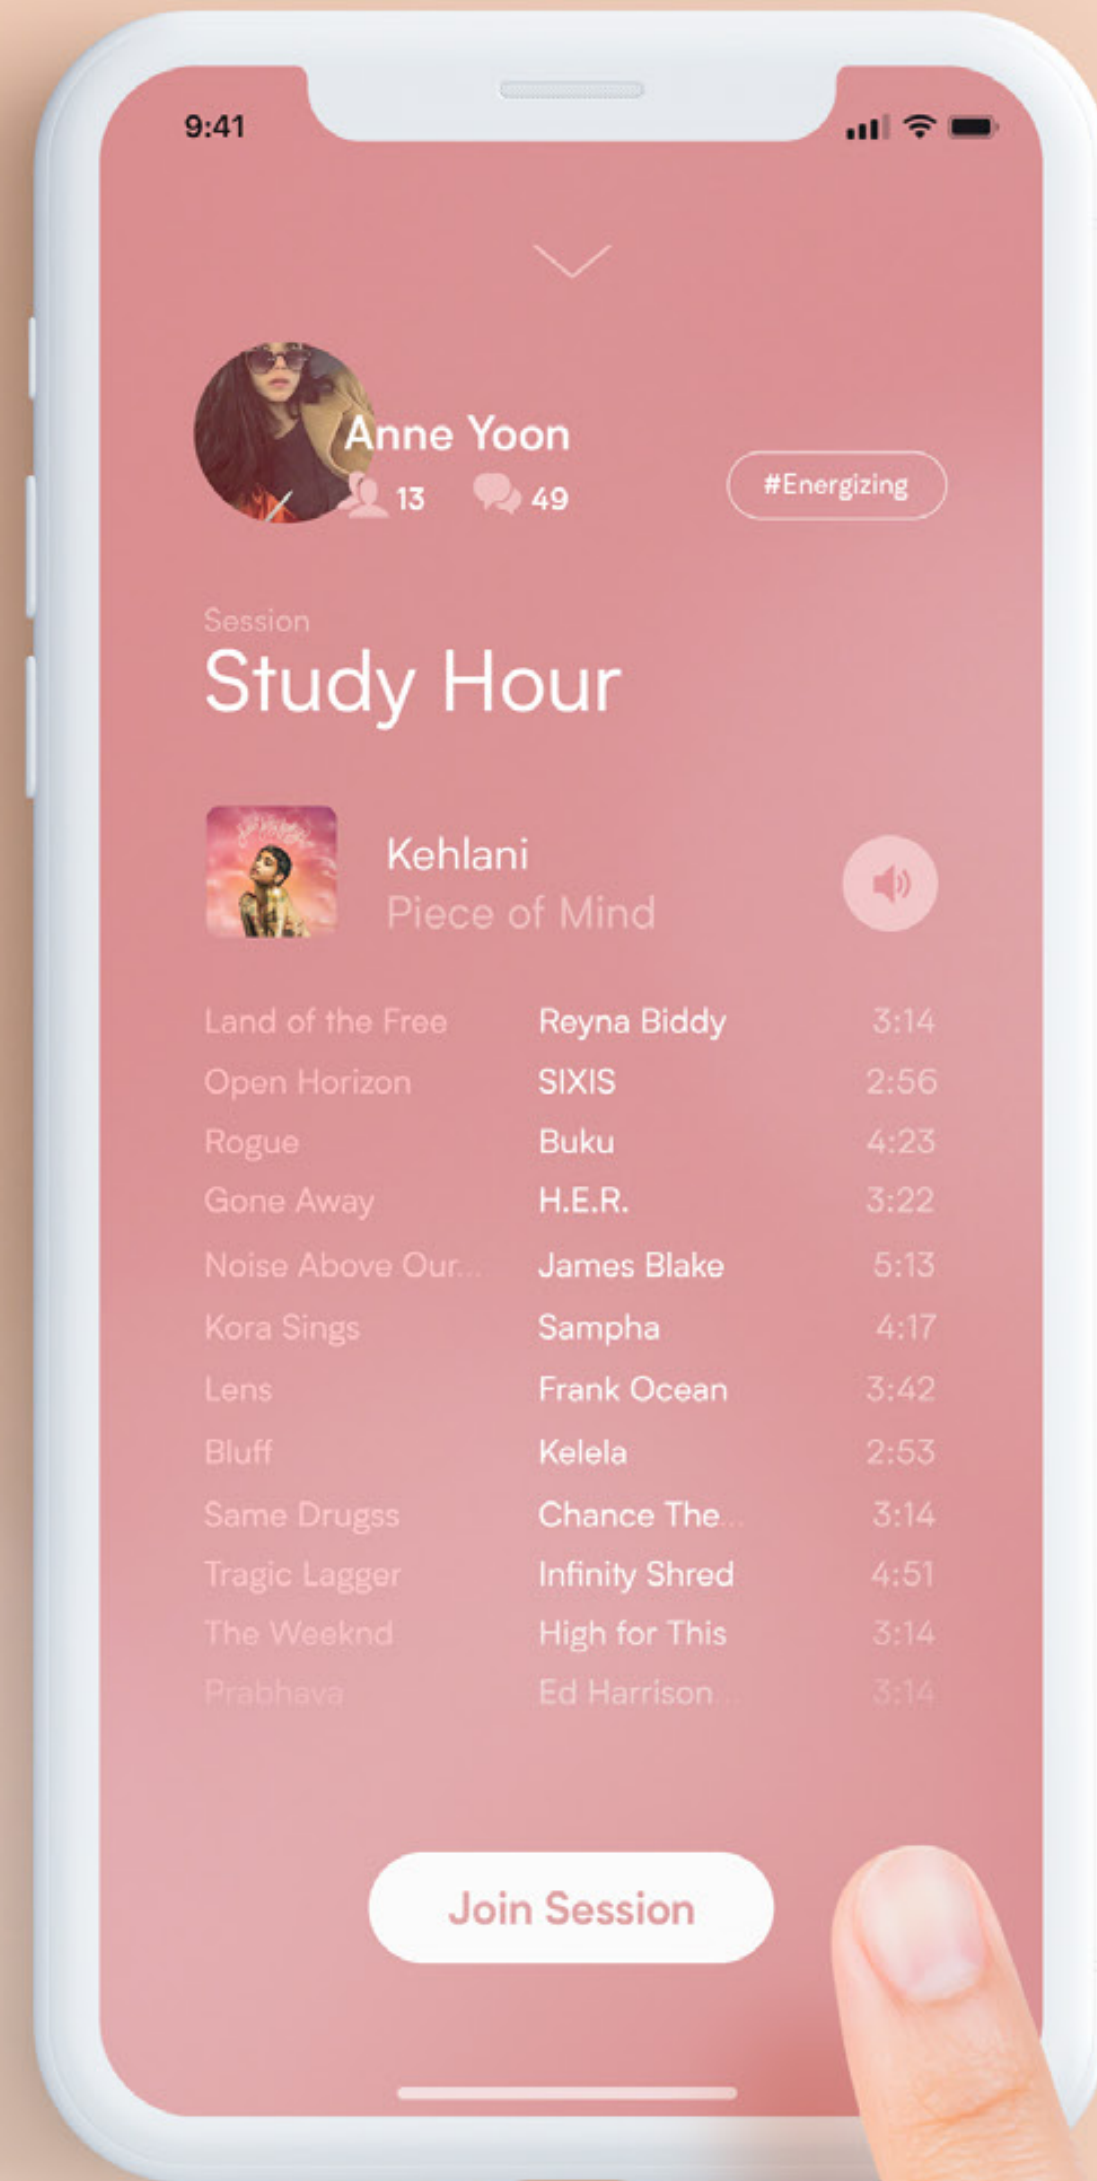 9:41
Anne Yoon
13 49
#Energizing
Session
Study Hour
Kehlani
Piece of Mind
Land of the Free Reyna Biddy 3:14
Open Horizon SIXIS 2:56
Rogue Buku 4:23
Gone Away H.E.R. 3:22
Noise Above Our... James Blake 5:13
Kora Sings Sampha 4:17
Lens Frank Ocean 3:42
Bluff Kelela 2:53
Same Drugss Chance The... 3:14
Tragic Lagger Infinity Shred 4:51
The Weeknd High for This 3:14
Prabhava Ed Harrison... 3:14
Join Session